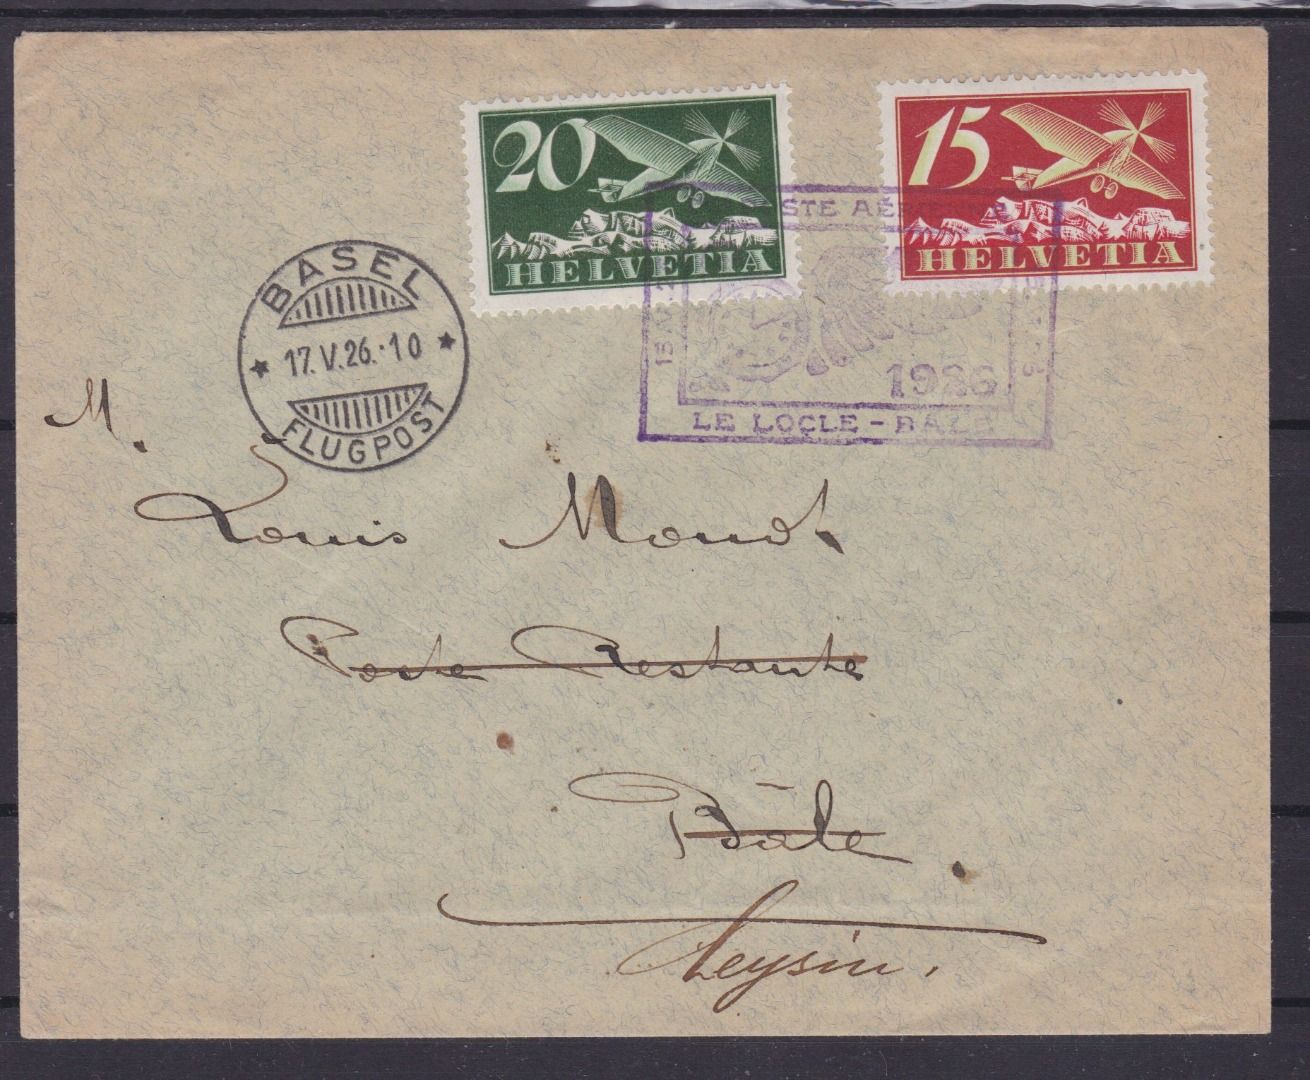 20
HELVETIA
15
HELVETIA
BASEL
17.V.26.-10
FLUGPOST
1926
LE LOCLE - BALE
M.
Louis
Poste Restante
Bâle.
Leysin.